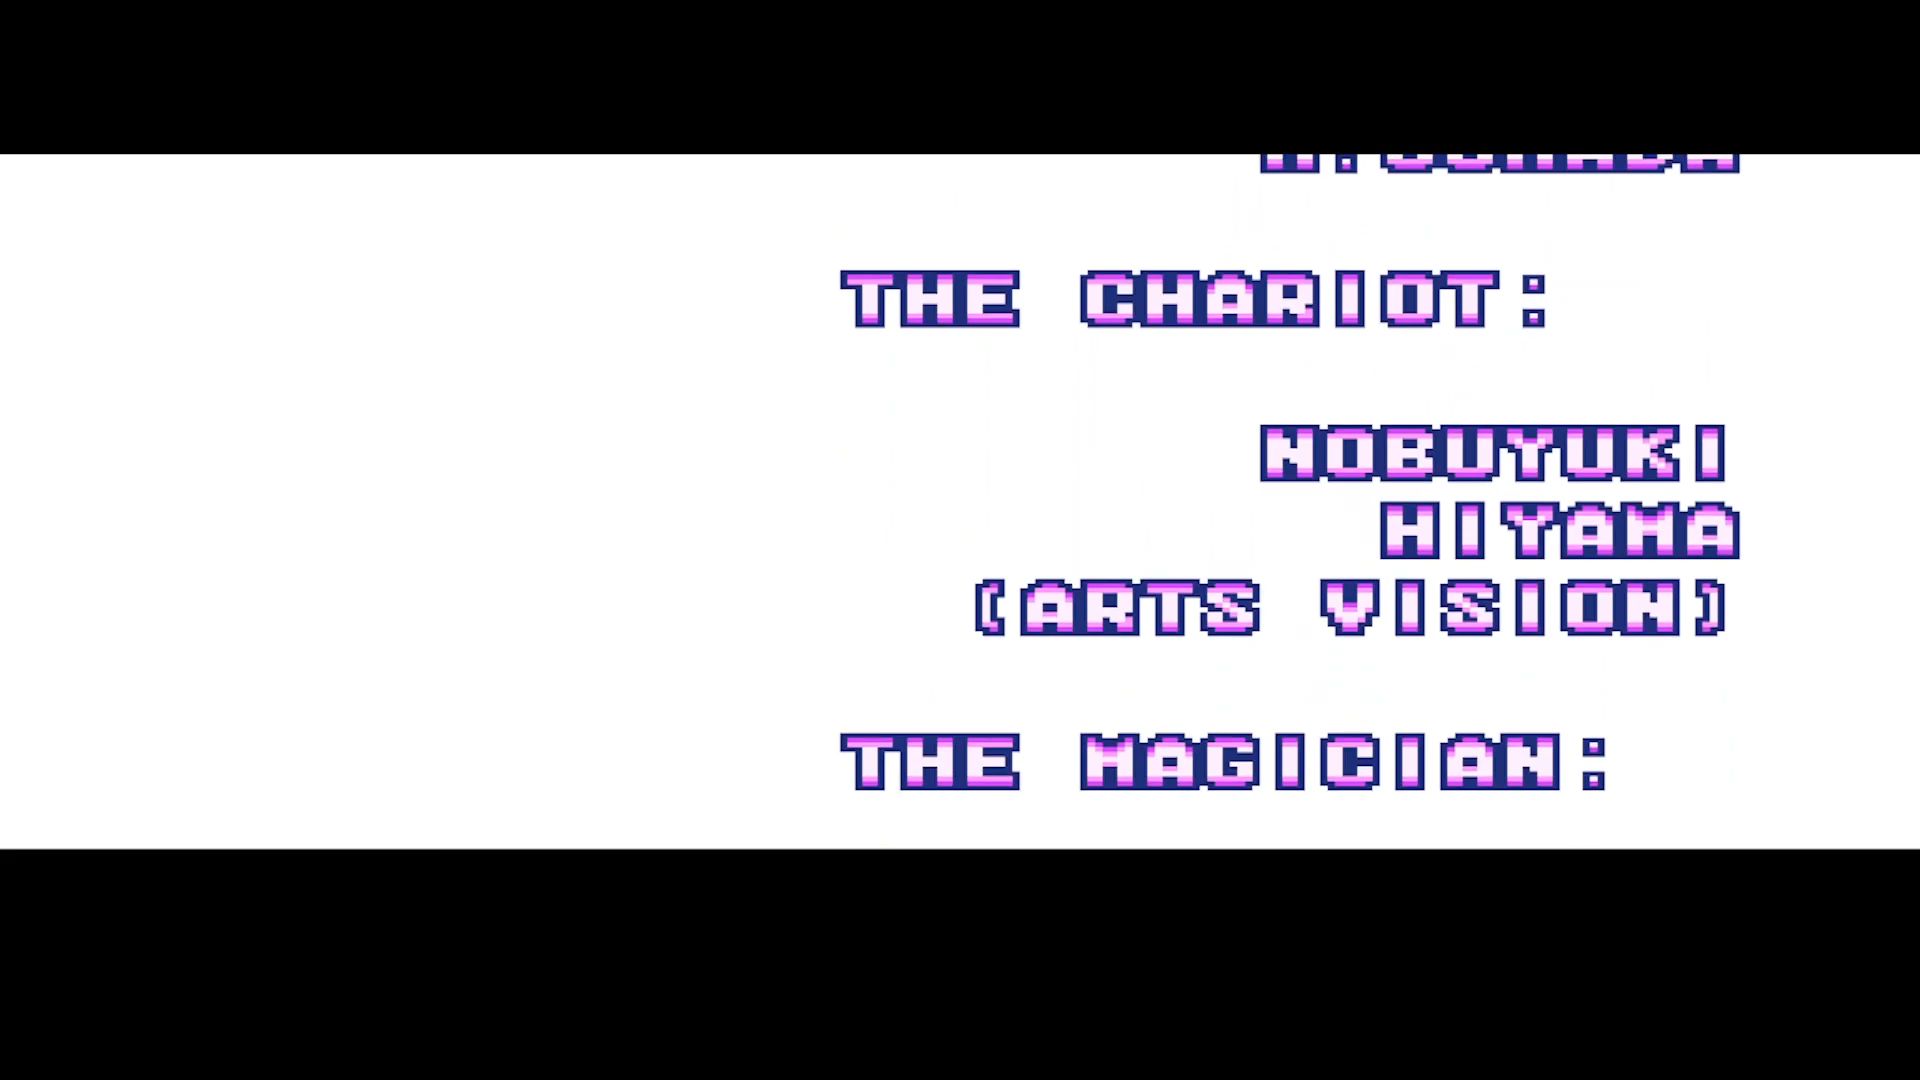 THE CHARIOT:
NOBUYUKI
HIYAMA
(ARTS VISION)
THE MAGICIAN: